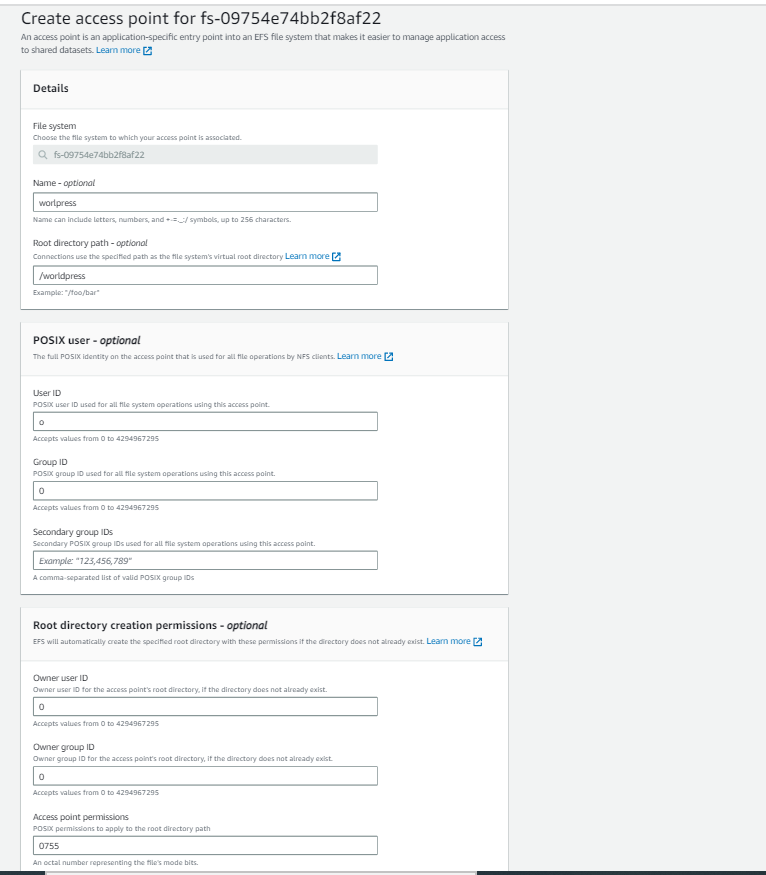 Create access point for fs-09754e74bb2f8af22
An access point is an application-specific entry point into an EFS file system that makes it easier to manage application access
to shared datasets. Learn more
Details
File system
Choose the file system to which your access point is associated.
fs-09754e74bb2f8af22
Name - optional
worlpress
Name can include letters, numbers, and +-=._:/ symbols, up to 256 characters.
Root directory path - optional
Connections use the specified path as the file system's virtual root directory Learn more
/worldpress
Example: "/foo/bar"
POSIX user - optional
The full POSIX identity on the access point that is used for all file operations by NFS clients. Learn more
User ID
POSIX user ID used for all file system operations using this access point.
o
Accepts values from 0 to 4294967295
Group ID
POSIX group ID used for all file system operations using this access point.
0
Accepts values from 0 to 4294967295
Secondary group IDs
Secondary POSIX group IDs used for all file system operations using this access point.
Example: "123,456,789"
A comma-separated list of valid POSIX group IDs
Root directory creation permissions - optional
EFS will automatically create the specified root directory with these permissions if the directory does not already exist. Learn more
Owner user ID
Owner user ID for the access point's root directory, if the directory does not already exist.
0
Accepts values from 0 to 4294967295
Owner group ID
Owner group ID for the access point's root directory, if the directory does not already exist.
0
Accepts values from 0 to 4294967295
Access point permissions
POSIX permissions to apply to the root directory path
0755
An octal number representing the file's mode bits.